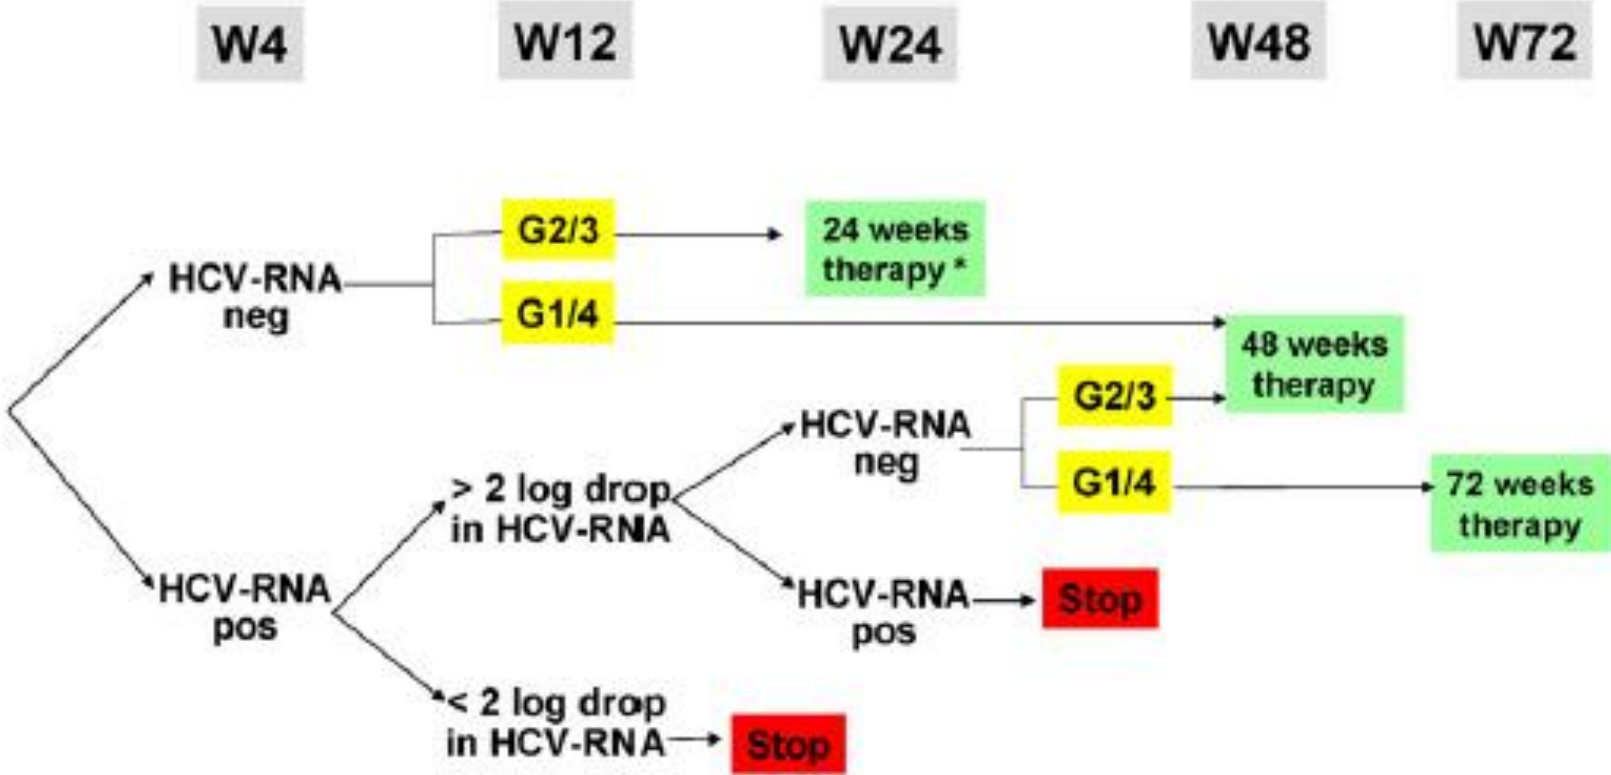 W4 W12 W24 W48 W72
G2/3
24 weeks
therapy *
HCV-RNA
neg
G1/4
48 weeks
therapy
G2/3
HCV-RNA
neg
G1/4
72 weeks
therapy
> 2 log drop
in HCV-RNA
HCV-RNA
pos
HCV-RNA
pos
Stop
< 2 log drop
in HCV-RNA
Stop